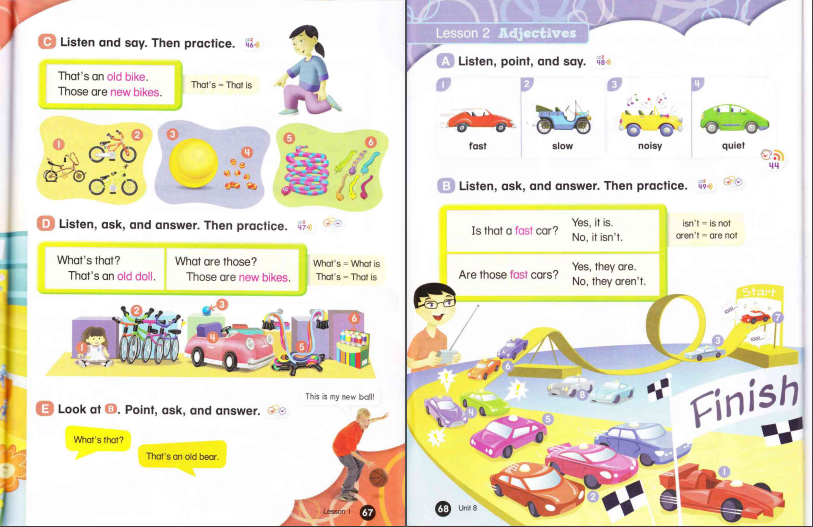 C Listen and say. Then practice. 46
That's an old bike.
Those are new bikes.
That's = That is
1
2
3
4
5
6
D Listen, ask, and answer. Then practice. 47
What's that?
That's an old doll.
What are those?
Those are new bikes.
What's = What is
That's = That is
1
2
3
4
5
6
E Look at B. Point, ask, and answer.
What's that?
That's an old bear.
This is my new ball!
Lesson 1 67
Lesson 2 Adjectives
A Listen, point, and say. 48
1
2
3
4
fast
slow
noisy
quiet
44
B Listen, ask, and answer. Then practice. 49
Is that a fast car?
Yes, it is.
No, it isn't.
Are those fast cars?
Yes, they are.
No, they aren't.
isn't = is not
aren't = are not
Start
7
3
6
8
4
5
Finish
1
2
68 Unit 8